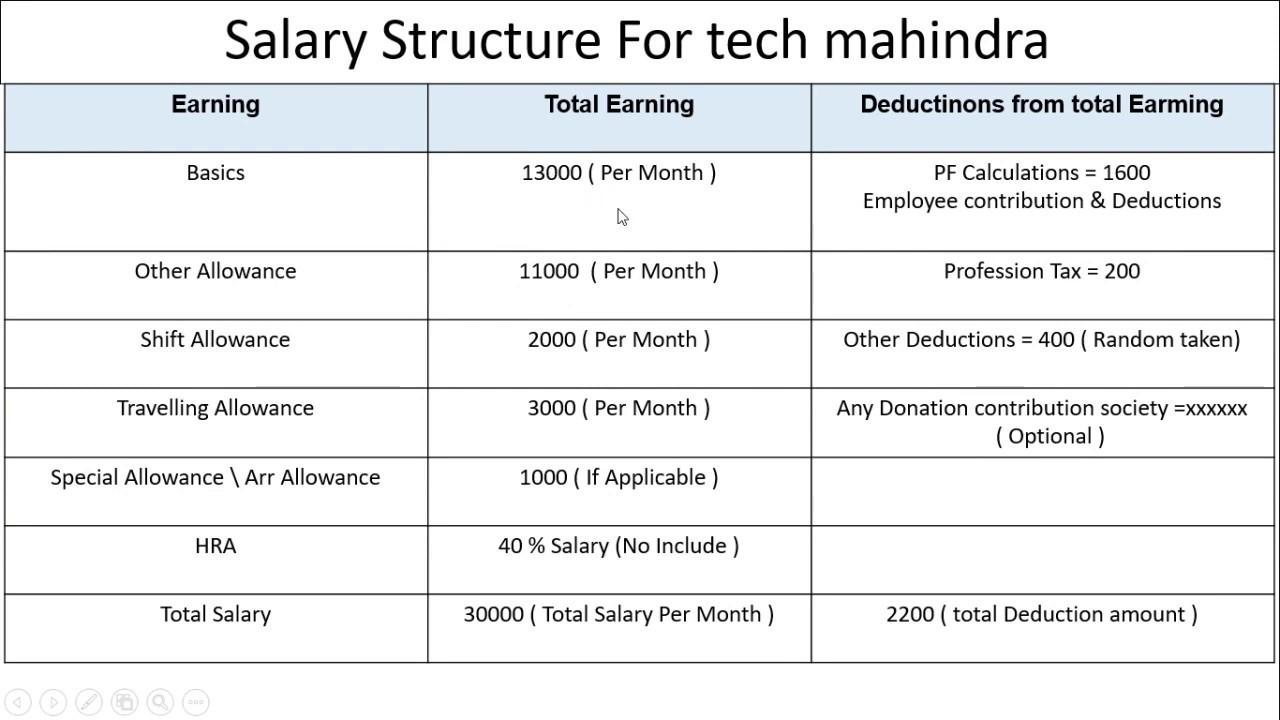 Salary Structure For tech mahindra
Earning
Total Earning
Deductinons from total Earming
Basics
13000 ( Per Month )
PF Calculations = 1600
Employee contribution & Deductions
Other Allowance
11000  ( Per Month )
Profession Tax = 200
Shift Allowance
2000 ( Per Month )
Other Deductions = 400 ( Random taken)
Travelling Allowance
3000 ( Per Month )
Any Donation contribution society =xxxxxx
( Optional )
Special Allowance \ Arr Allowance
1000 ( If Applicable )
HRA
40 % Salary (No Include )
Total Salary
30000 ( Total Salary Per Month )
2200 ( total Deduction amount )